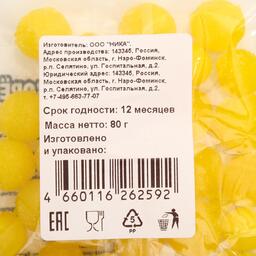 Изготовитель: ООО "НИКА".
Адрес производства: 143345, Россия,
Московская область, г. Наро-Фоминск,
р.п. Селятино, ул. Госпитальная, д.2.
Юридический адрес: 143345, Россия,
Московская область, г. Наро-Фоминск,
р.п. Селятино, ул. Госпитальная, д.2.
т. +7-495-663-77-07
Срок годности: 12 месяцев
Масса нетто: 80 г
Изготовлено
и упаковано:
4 660116 262592 >
EAC
5
PP